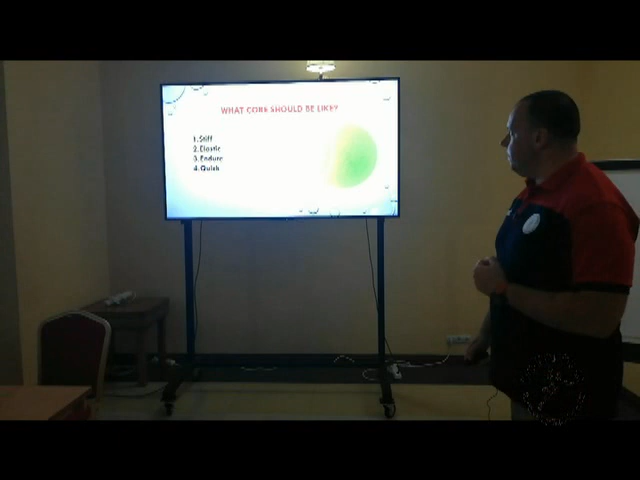 WHAT CORE SHOULD BE LIKE?
1. Stiff
2. Elastic
3. Endure
4. Quick